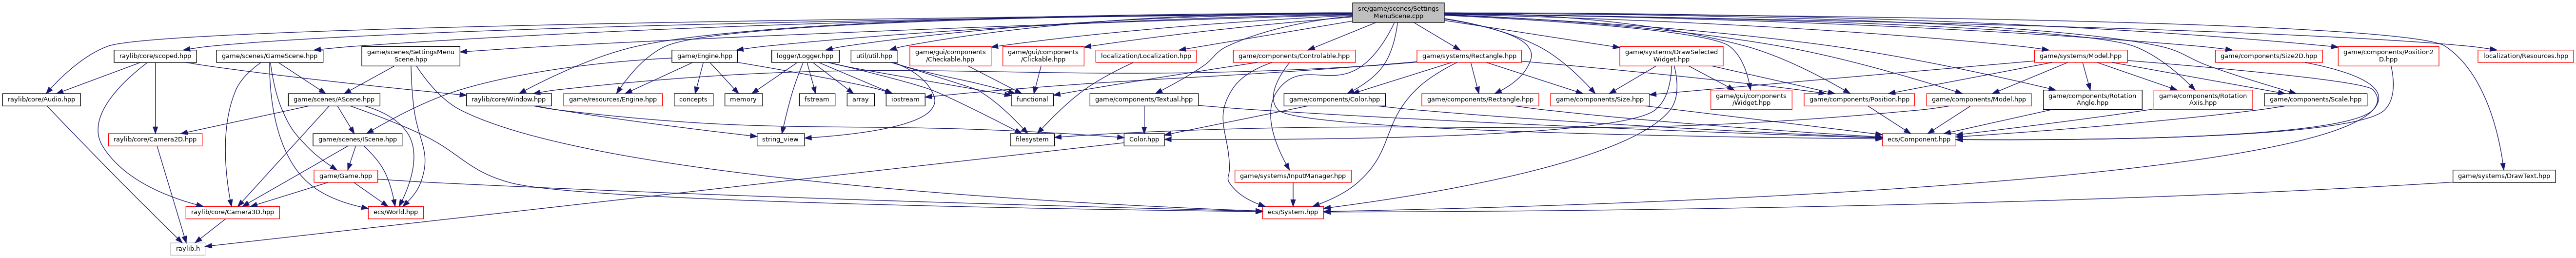 src/game/scenes/Settings
MenuScene.cpp
raylib/core/scoped.hpp
game/scenes/GameScene.hpp
game/scenes/SettingsMenu
Scene.hpp
game/Engine.hpp
logger/Logger.hpp
util/util.hpp
game/gui/components
/Checkable.hpp
game/gui/components
/Clickable.hpp
localization/Localization.hpp
game/components/Controlable.hpp
game/systems/Rectangle.hpp
game/systems/DrawSelected
Widget.hpp
game/systems/Model.hpp
game/components/Size2D.hpp
game/components/Position2
D.hpp
localization/Resources.hpp
raylib/core/Audio.hpp
game/scenes/AScene.hpp
raylib/core/Window.hpp
game/resources/Engine.hpp
concepts
memory
fstream
array
iostream
functional
game/components/Textual.hpp
game/components/Color.hpp
game/components/Rectangle.hpp
game/components/Size.hpp
game/gui/components
/Widget.hpp
game/components/Position.hpp
game/components/Model.hpp
game/components/Rotation
Angle.hpp
game/components/Rotation
Axis.hpp
game/components/Scale.hpp
raylib/core/Camera2D.hpp
game/scenes/IScene.hpp
string_view
filesystem
Color.hpp
ecs/Component.hpp
game/Game.hpp
game/systems/InputManager.hpp
game/systems/DrawText.hpp
raylib/core/Camera3D.hpp
ecs/World.hpp
ecs/System.hpp
raylib.h